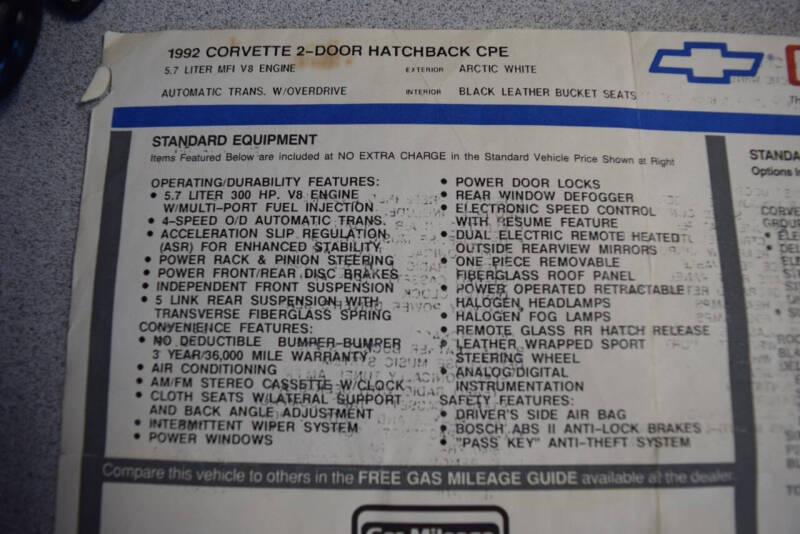 1992 CORVETTE 2-DOOR HATCHBACK CPE
5.7 LITER MFI V8 ENGINE EXTERIOR ARCTIC WHITE
AUTOMATIC TRANS. W/OVERDRIVE INTERIOR BLACK LEATHER BUCKET SEATS
STANDARD EQUIPMENT
Items Featured Below are included at NO EXTRA CHARGE in the Standard Vehicle Price Shown at Right
OPERATING/DURABILITY FEATURES:
• 5.7 LITER 300 HP. V8 ENGINE
W/MULTI-PORT FUEL INJECTION
• 4-SPEED O/D AUTOMATIC TRANS.
• ACCELERATION SLIP REGULATION
(ASR) FOR ENHANCED STABILITY
• POWER RACK & PINION STEERING
• POWER FRONT/REAR DISC BRAKES
• INDEPENDENT FRONT SUSPENSION
• 5 LINK REAR SUSPENSION WITH
TRANSVERSE FIBERGLASS SPRING
CONVENIENCE FEATURES:
• NO DEDUCTIBLE BUMPER-BUMPER
3 YEAR/36,000 MILE WARRANTY
• AIR CONDITIONING
• AM/FM STEREO CASSETTE W/CLOCK
• CLOTH SEATS W/LATERAL SUPPORT
AND BACK ANGLE ADJUSTMENT
• INTERMITTENT WIPER SYSTEM
• POWER WINDOWS
• POWER DOOR LOCKS
• REAR WINDOW DEFOGGER
• ELECTRONIC SPEED CONTROL
WITH RESUME FEATURE
• DUAL ELECTRIC REMOTE HEATED
OUTSIDE REARVIEW MIRRORS
• ONE PIECE REMOVABLE
FIBERGLASS ROOF PANEL
• POWER OPERATED RETRACTABLE
HALOGEN HEADLAMPS
• HALOGEN FOG LAMPS
• REMOTE GLASS RR HATCH RELEASE
• LEATHER WRAPPED SPORT
STEERING WHEEL
• ANALOG/DIGITAL
INSTRUMENTATION
SAFETY FEATURES:
• DRIVER'S SIDE AIR BAG
• BOSCH ABS II ANTI-LOCK BRAKES
• "PASS KEY" ANTI-THEFT SYSTEM
Compare this vehicle to others in the FREE GAS MILEAGE GUIDE available at the dealer.
Gas Mileage